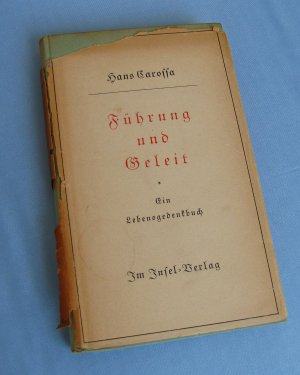 Hans Carossa
Führung
und
Geleit
*
Ein
Lebensgedenkbuch
Im Insel-Verlag